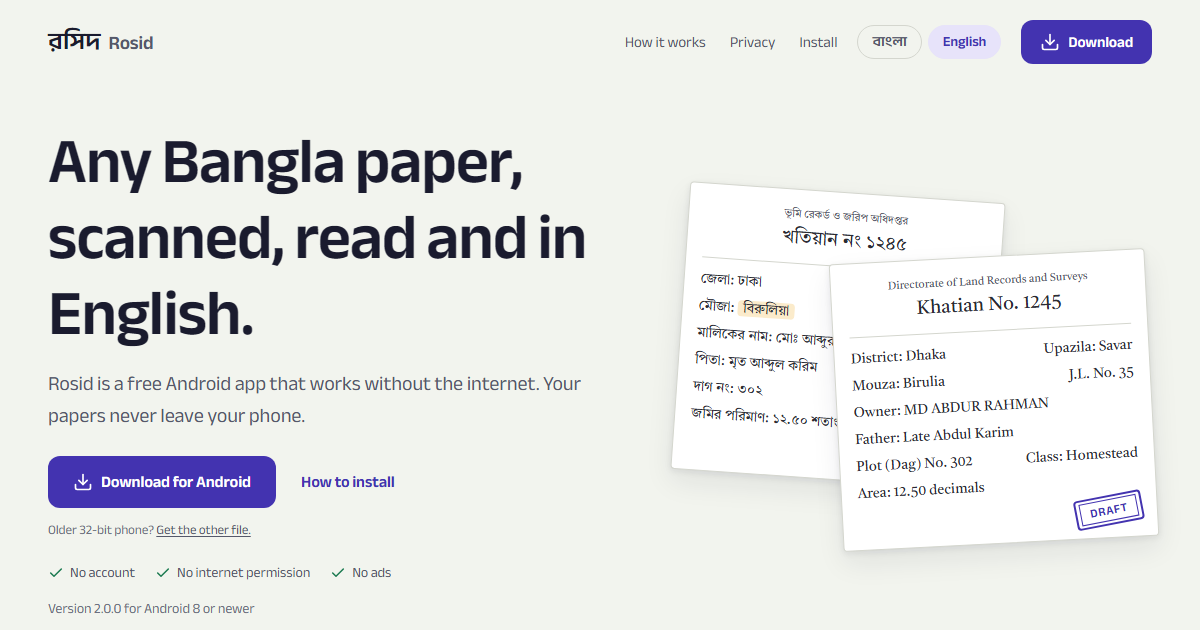 রসিদ Rosid
How it works Privacy Install বাংলা English Download
Any Bangla paper,
scanned, read and in
English.
Rosid is a free Android app that works without the internet. Your
papers never leave your phone.
Download for Android How to install
Older 32-bit phone? Get the other file.
No account No internet permission No ads
Version 2.0.0 for Android 8 or newer
ভূমি রেকর্ড ও জরিপ অধিদপ্তর
খতিয়ান নং ১২৪৫
জেলা: ঢাকা
মৌজা: বিরুলিয়া
মালিকের নাম: মোঃ আব্দুর
পিতা: মৃত আব্দুল করিম
দাগ নং: ৩০২
জমির পরিমাণ: ১২.৫০
Directorate of Land Records and Surveys
Khatian No. 1245
District: Dhaka Upazila: Savar
Mouza: Birulia J.L. No. 35
Owner: MD ABDUR RAHMAN
Father: Late Abdul Karim
Plot (Dag) No. 302 Class: Homestead
Area: 12.50 decimals
DRAFT